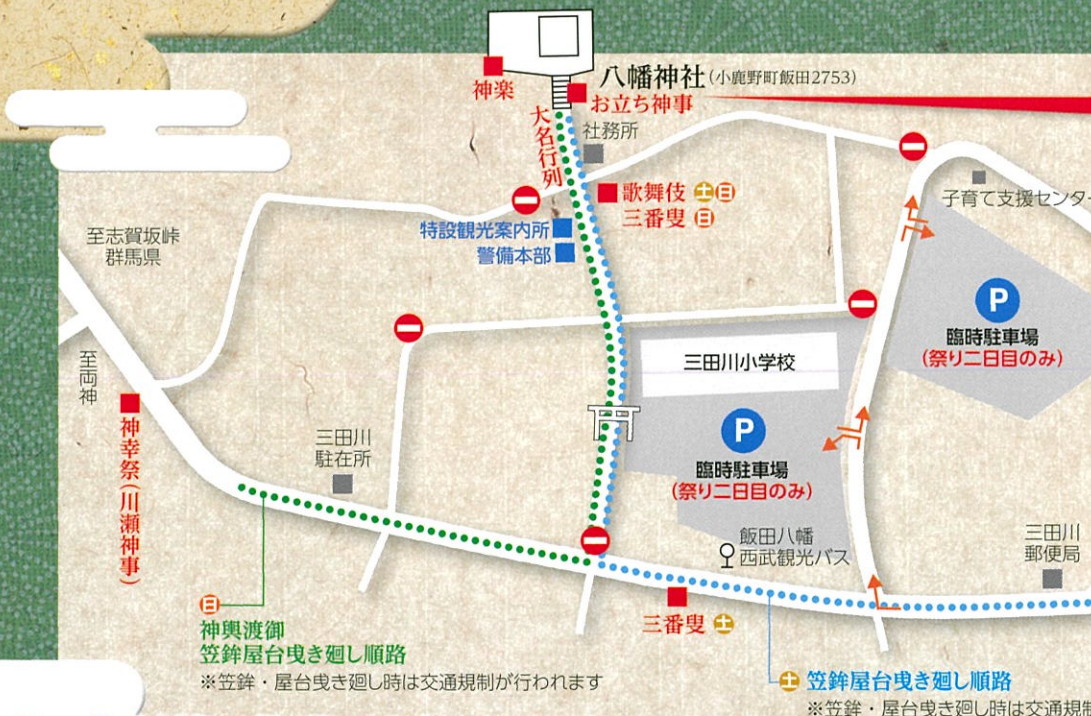 神楽
八幡神社(小鹿野町飯田2753)
お立ち神事
大名行列
社務所
歌舞伎 土 日
三番叟 日
子育て支援センタ
特設観光案内所
警備本部
至志賀坂峠
群馬県
P
臨時駐車場
(祭り二日目のみ)
三田川小学校
至両神
神幸祭(川瀬神事)
三田川
駐在所
P
臨時駐車場
(祭り二日目のみ)
飯田八幡
西武観光バス
三田川
郵便局
三番叟 土
日
神輿渡御
笠鉾屋台曳き廻し順路
※笠鉾・屋台曳き廻し時は交通規制が行われます
土 笠鉾屋台曳き廻し順路
※笠鉾・屋台曳き廻し時は交通規